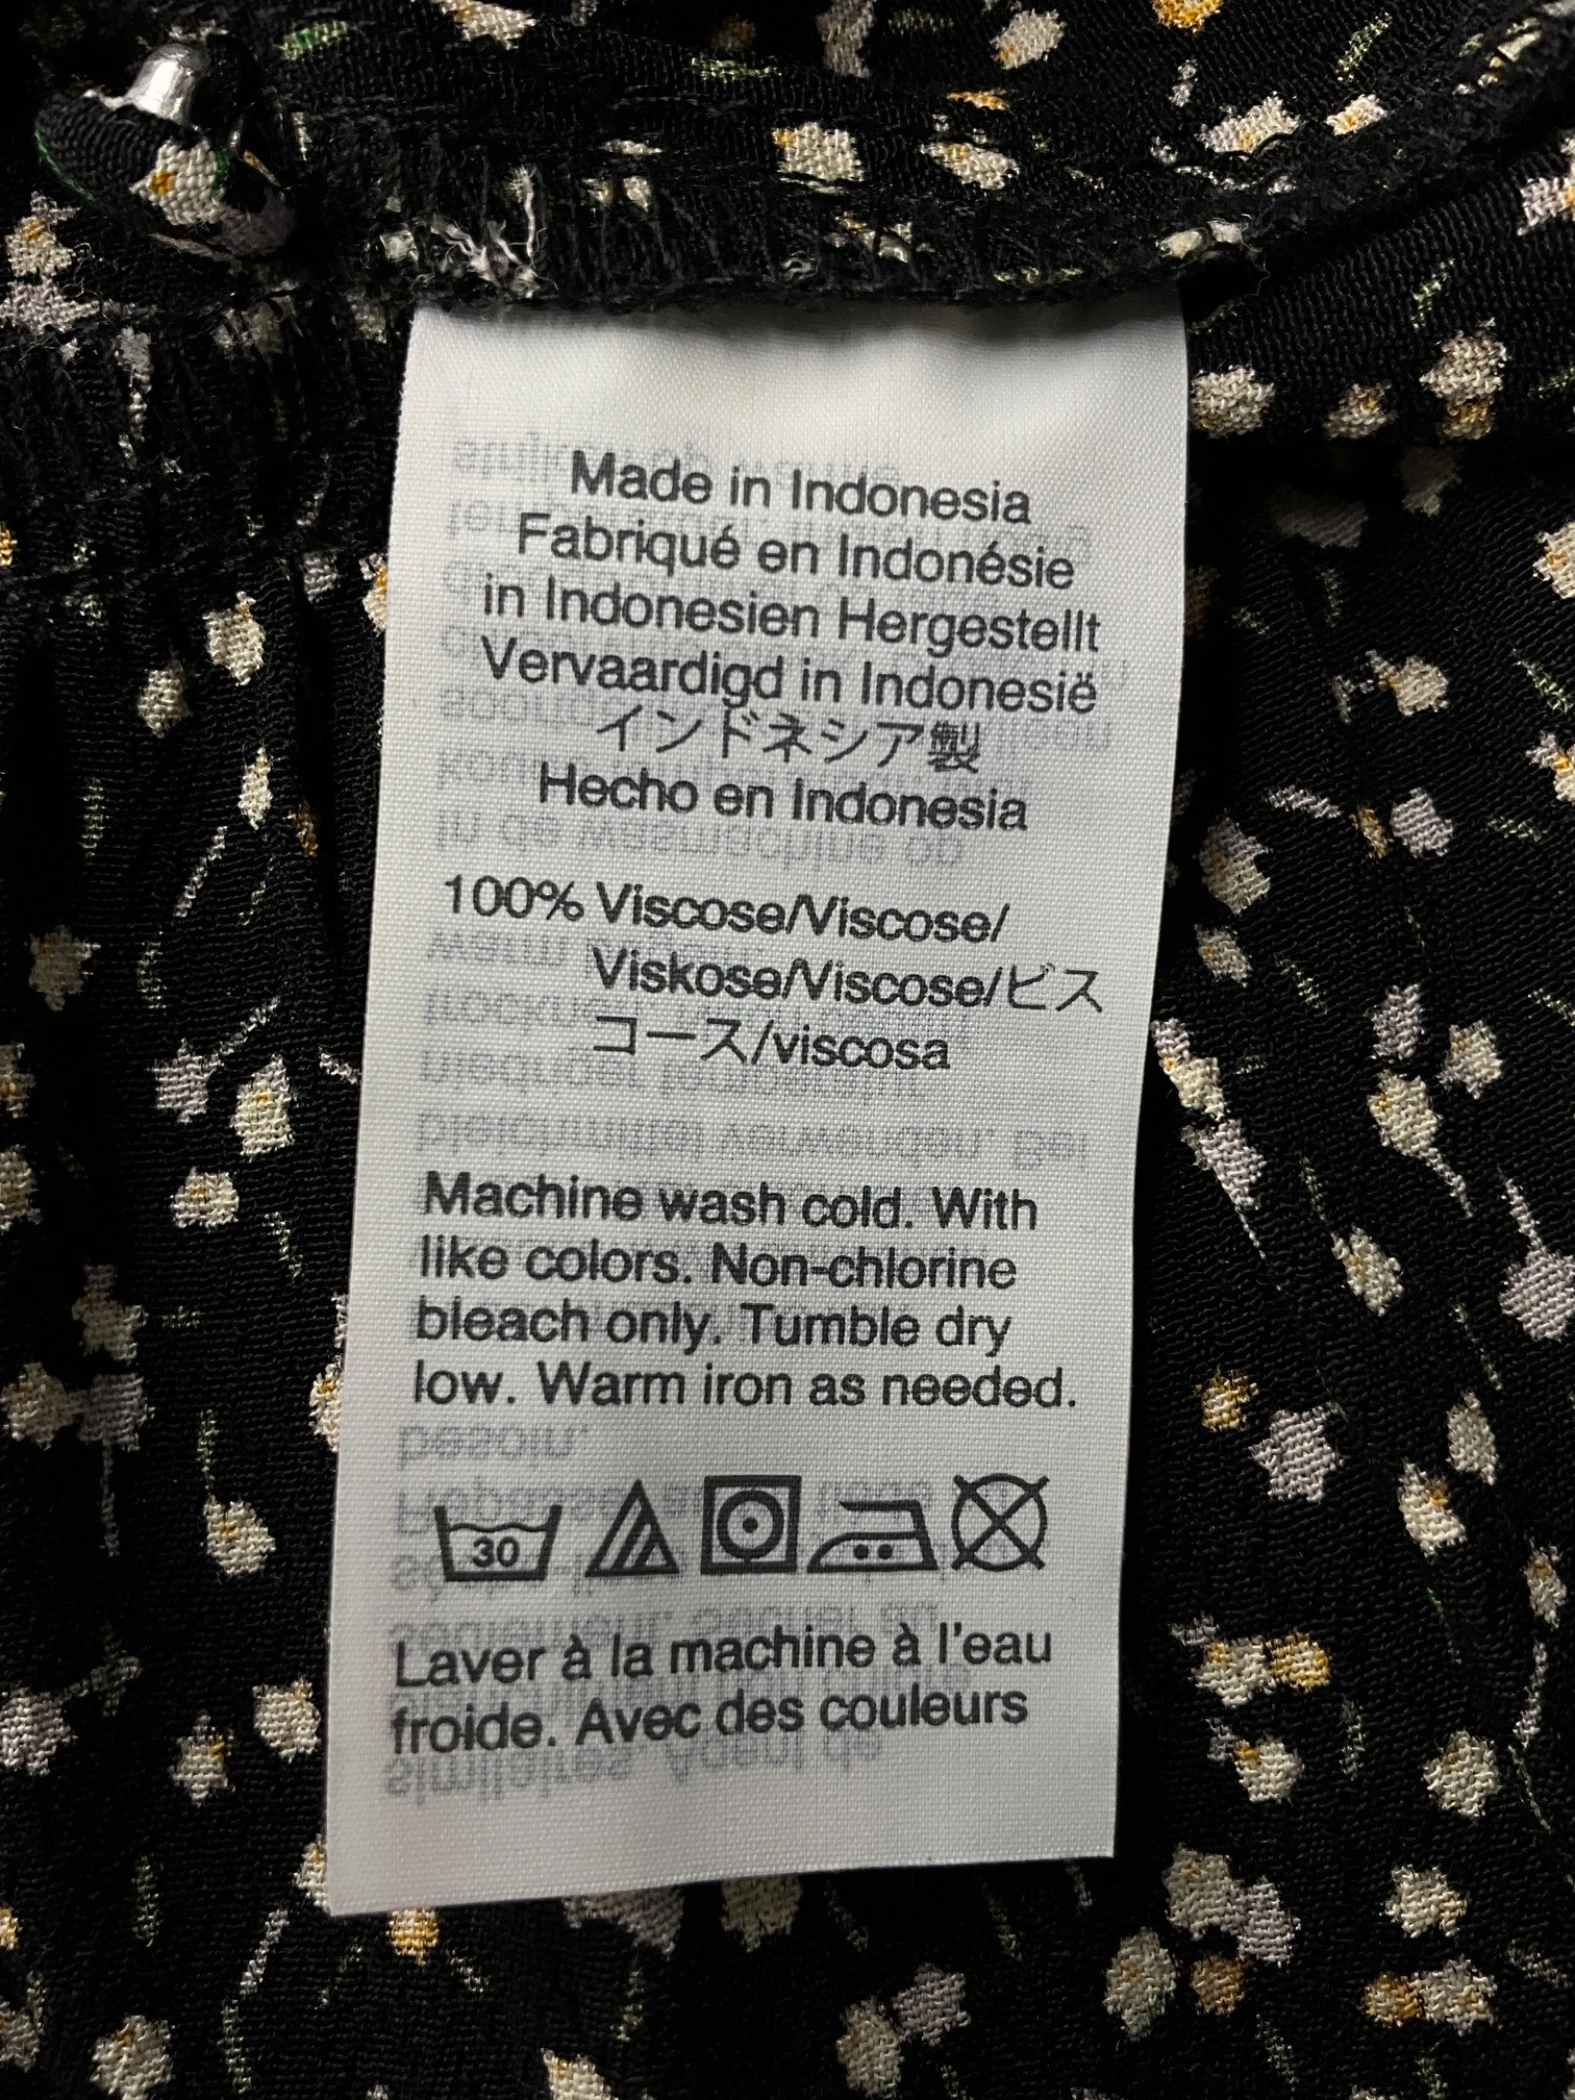 Made in Indonesia
Fabriqué en Indonésie
in Indonesien Hergestellt
Vervaardigd in Indonesië
インドネシア製
Hecho en Indonesia
100% Viscose/Viscose/
Viskose/Viscose/ビス
コース/viscosa
Machine wash cold. With
like colors. Non-chlorine
bleach only. Tumble dry
low. Warm iron as needed.
30
Laver à la machine à l'eau
froide. Avec des couleurs